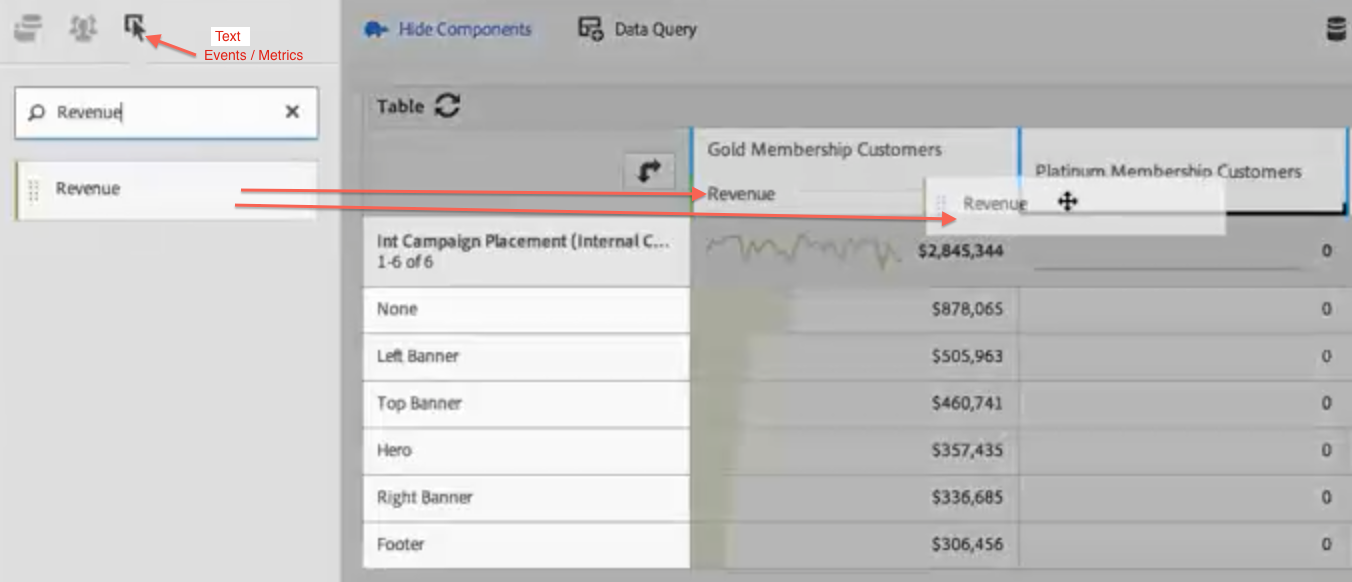 Text
Events / Metrics
Hide Components
Data Query
Revenue
Revenue
Table
Gold Membership Customers
Platinum Membership Customers
Revenue
Revenue
Int Campaign Placement (Internal C...
1-6 of 6
$2,845,344
0
None
$878,065
0
Left Banner
$505,963
0
Top Banner
$460,741
0
Hero
$357,435
0
Right Banner
$336,685
0
Footer
$306,456
0